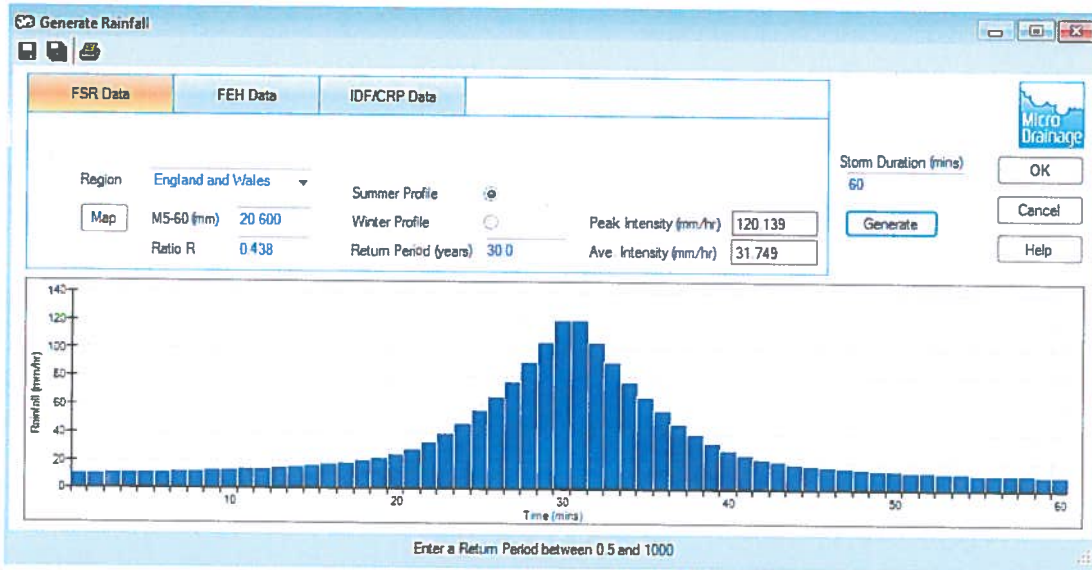 Generate Rainfall
FSR Data
FEH Data
IDF/CRP Data
Micro
Drainage
Region
England and Wales
Map
M5-60 (mm)
20.600
Ratio R
0.438
Summer Profile
Winter Profile
Return Period (years)
30.0
Peak Intensity (mm/hr)
120.139
Ave. Intensity (mm/hr)
31.749
Storm Duration (mins)
60
Generate
OK
Cancel
Help
Rainfall (mm/hr)
140
120
100
80
60
40
20
0
10
20
30
40
50
60
Time (mins)
Enter a Return Period between 0.5 and 1000